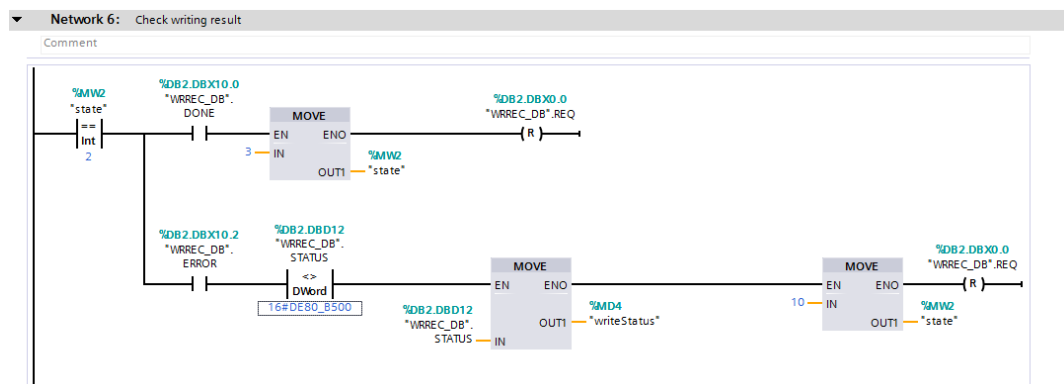 Network 6: Check writing result
Comment
%MW2
"state"
==
Int
2
%DB2.DBX10.0
"WRREC_DB".
DONE
MOVE
EN ENO
3 IN
OUT1
%MW2
"state"
%DB2.DBX0.0
"WRREC_DB".REQ
R
%DB2.DBX10.2
"WRREC_DB".
ERROR
%DB2.DBD12
"WRREC_DB".
STATUS
<>
DWord
16#DE80_B500
MOVE
EN ENO
%DB2.DBD12
"WRREC_DB".
STATUS IN
OUT1
%MD4
"writeStatus"
MOVE
EN ENO
10 IN
OUT1
%MW2
"state"
%DB2.DBX0.0
"WRREC_DB".REQ
R